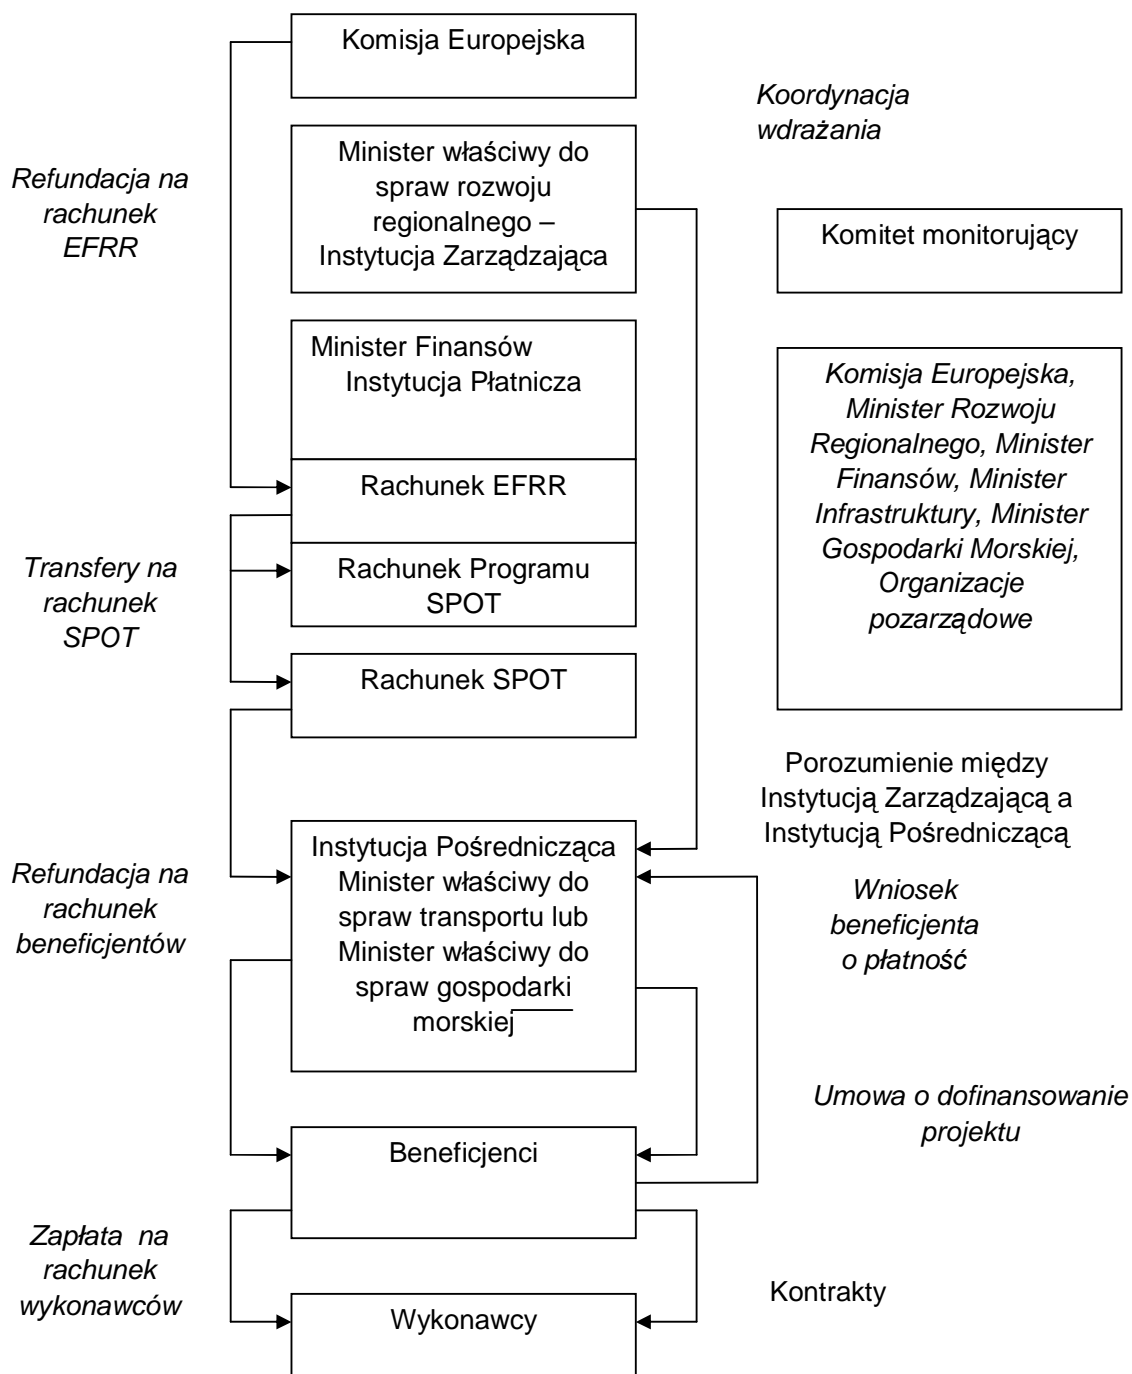 Komisja Europejska
Koordynacja
wdrażania
Minister właściwy do
spraw rozwoju
regionalnego –
Instytucja Zarządzająca
Refundacja na
rachunek
EFRR
Komitet monitorujący
Minister Finansów
Instytucja Płatnicza
Komisja Europejska,
Minister Rozwoju
Regionalnego, Minister
Finansów, Minister
Infrastruktury, Minister
Gospodarki Morskiej,
Organizacje
pozarządowe
Rachunek EFRR
Transfery na
rachunek
SPOT
Rachunek Programu
SPOT
Rachunek SPOT
Porozumienie między
Instytucją Zarządzającą a
Instytucją Pośredniczącą
Instytucja Pośrednicząca
Minister właściwy do
spraw transportu lub
Minister właściwy do
spraw gospodarki
morskiej
Refundacja na
rachunek
beneficjentów
Wniosek
beneficjenta
o płatność
Umowa o dofinansowanie
projektu
Beneficjenci
Zapłata na
rachunek
wykonawców
Kontrakty
Wykonawcy